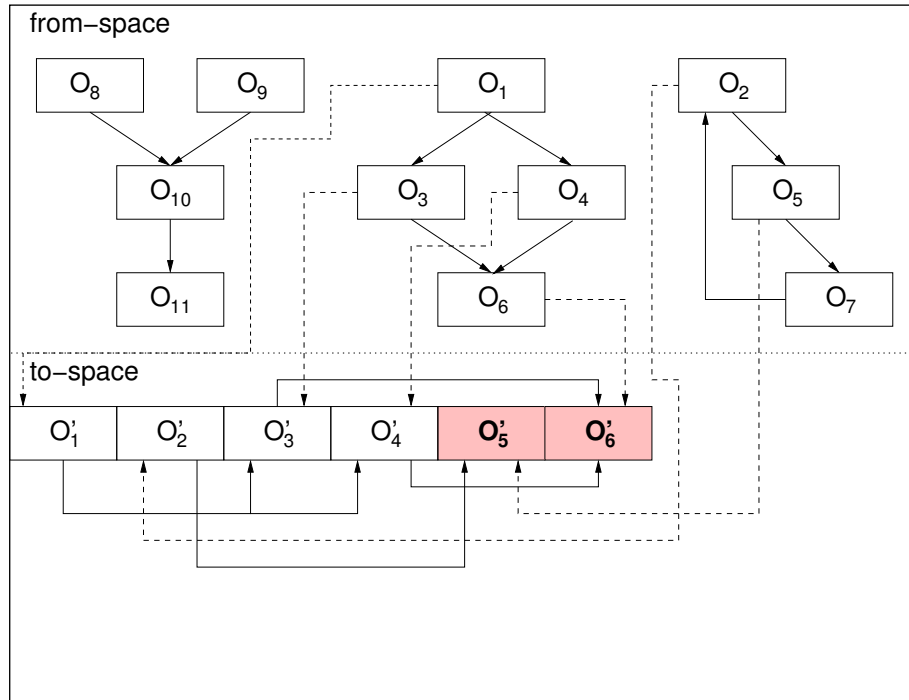 from−space
O8 O9 O1 O2
O10 O3 O4 O5
O11 O6 O7
to−space
O'1 O'2 O'3 O'4 O'5 O'6